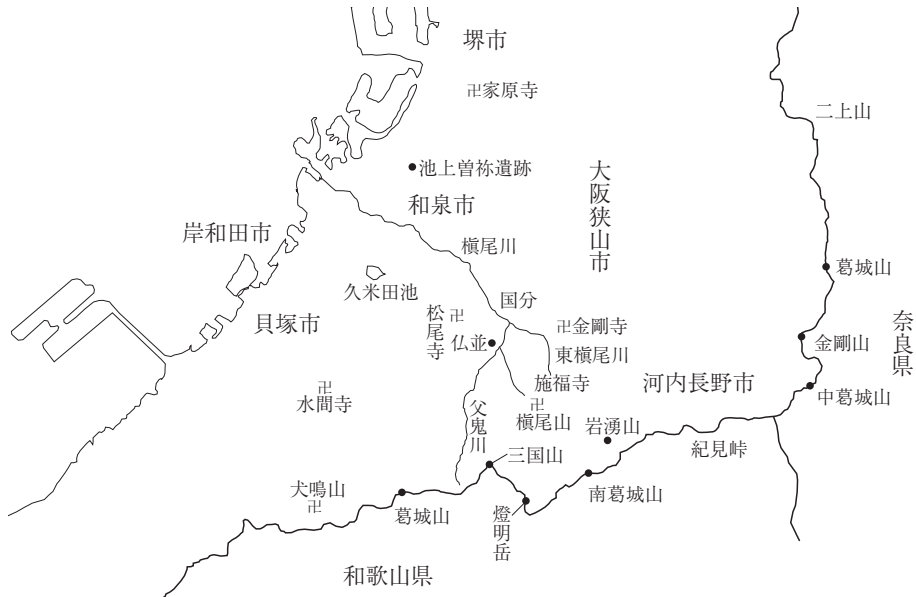 堺市
卍家原寺
二上山
池上曽祢遺跡
大阪狭山市
和泉市
岸和田市
槇尾川
葛城山
久米田池
国分
貝塚市
松尾寺
卍
仏並
卍金剛寺
東槇尾川
金剛山
奈良県
施福寺
卍
槇尾山
河内長野市
中葛城山
卍
水間寺
父鬼川
岩湧山
紀見峠
三国山
南葛城山
犬鳴山
卍
葛城山
燈明岳
和歌山県